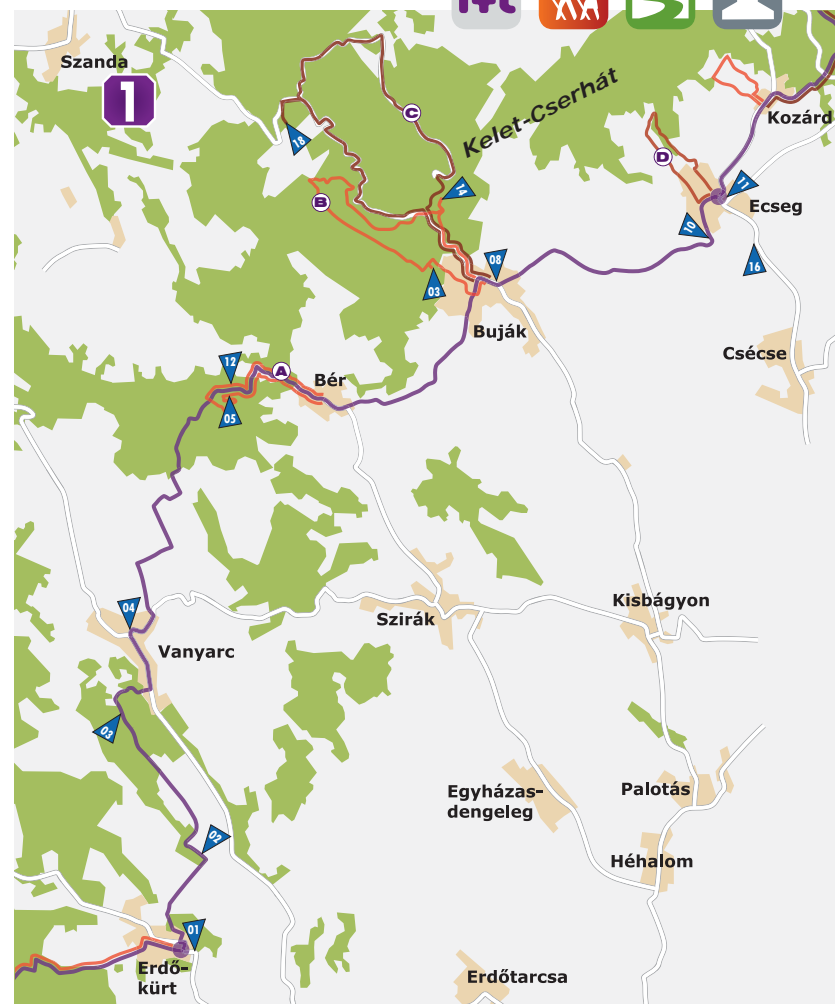 Szanda
1
C
Kelet-Cserhát
Kozárd
18
D
14
11
B
Ecseg
10
08
16
03
Buják
Csécse
12
A
Bér
05
04
Kisbágyon
Szirák
Vanyarc
03
Egyházas-
dengeleg
Palotás
02
Héhalom
01
Erdő-
kürt
Erdőtarcsa